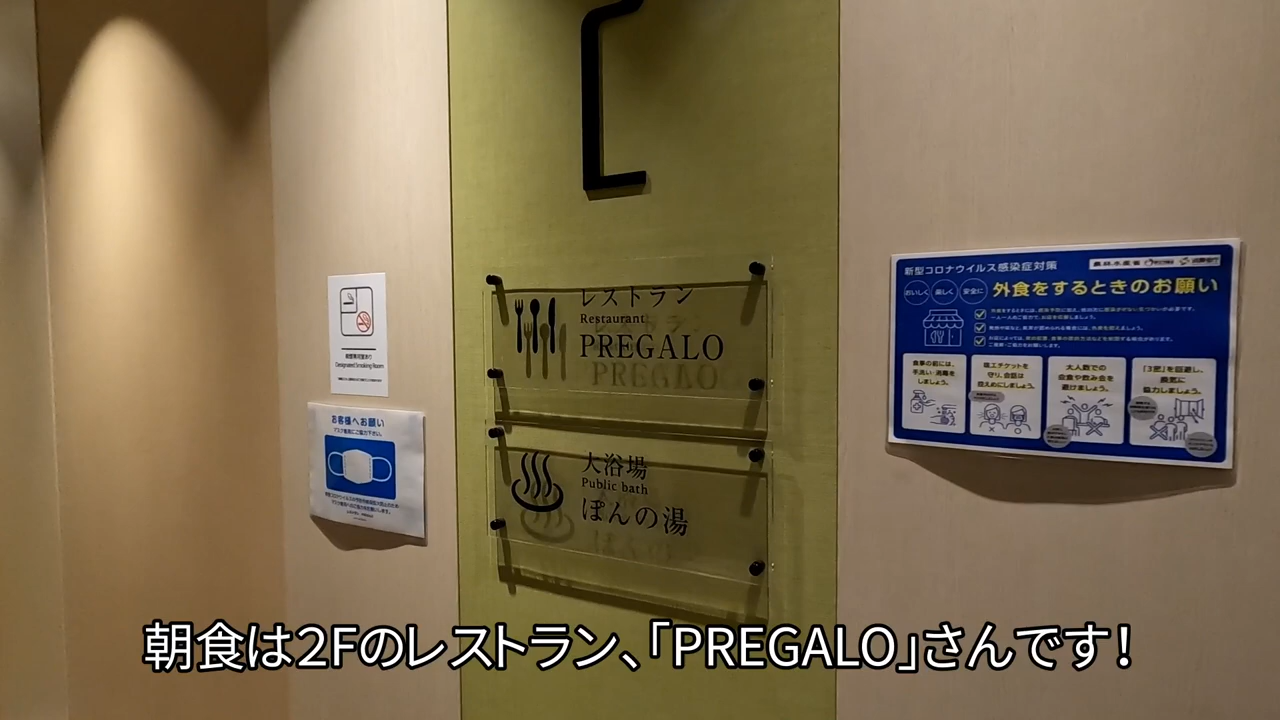 レストラン
Restaurant
PREGALO
大浴場
Public bath
ぽんの湯
Designated Smoking Room
お客様へお願い
新型コロナウイルス感染症対策
農林水産省
おいしく 楽しく 安全に
外食をするときのお願い
食事の前には、
手洗い・消毒を
しましょう。
咳エチケットを
守り、会話は
控えめにしましょう。
大人数での
会食や飲み会を
避けましょう。
「3密」を回避し、
換気に
協力しましょう。
朝食は2Fのレストラン、「PREGALO」さんです！